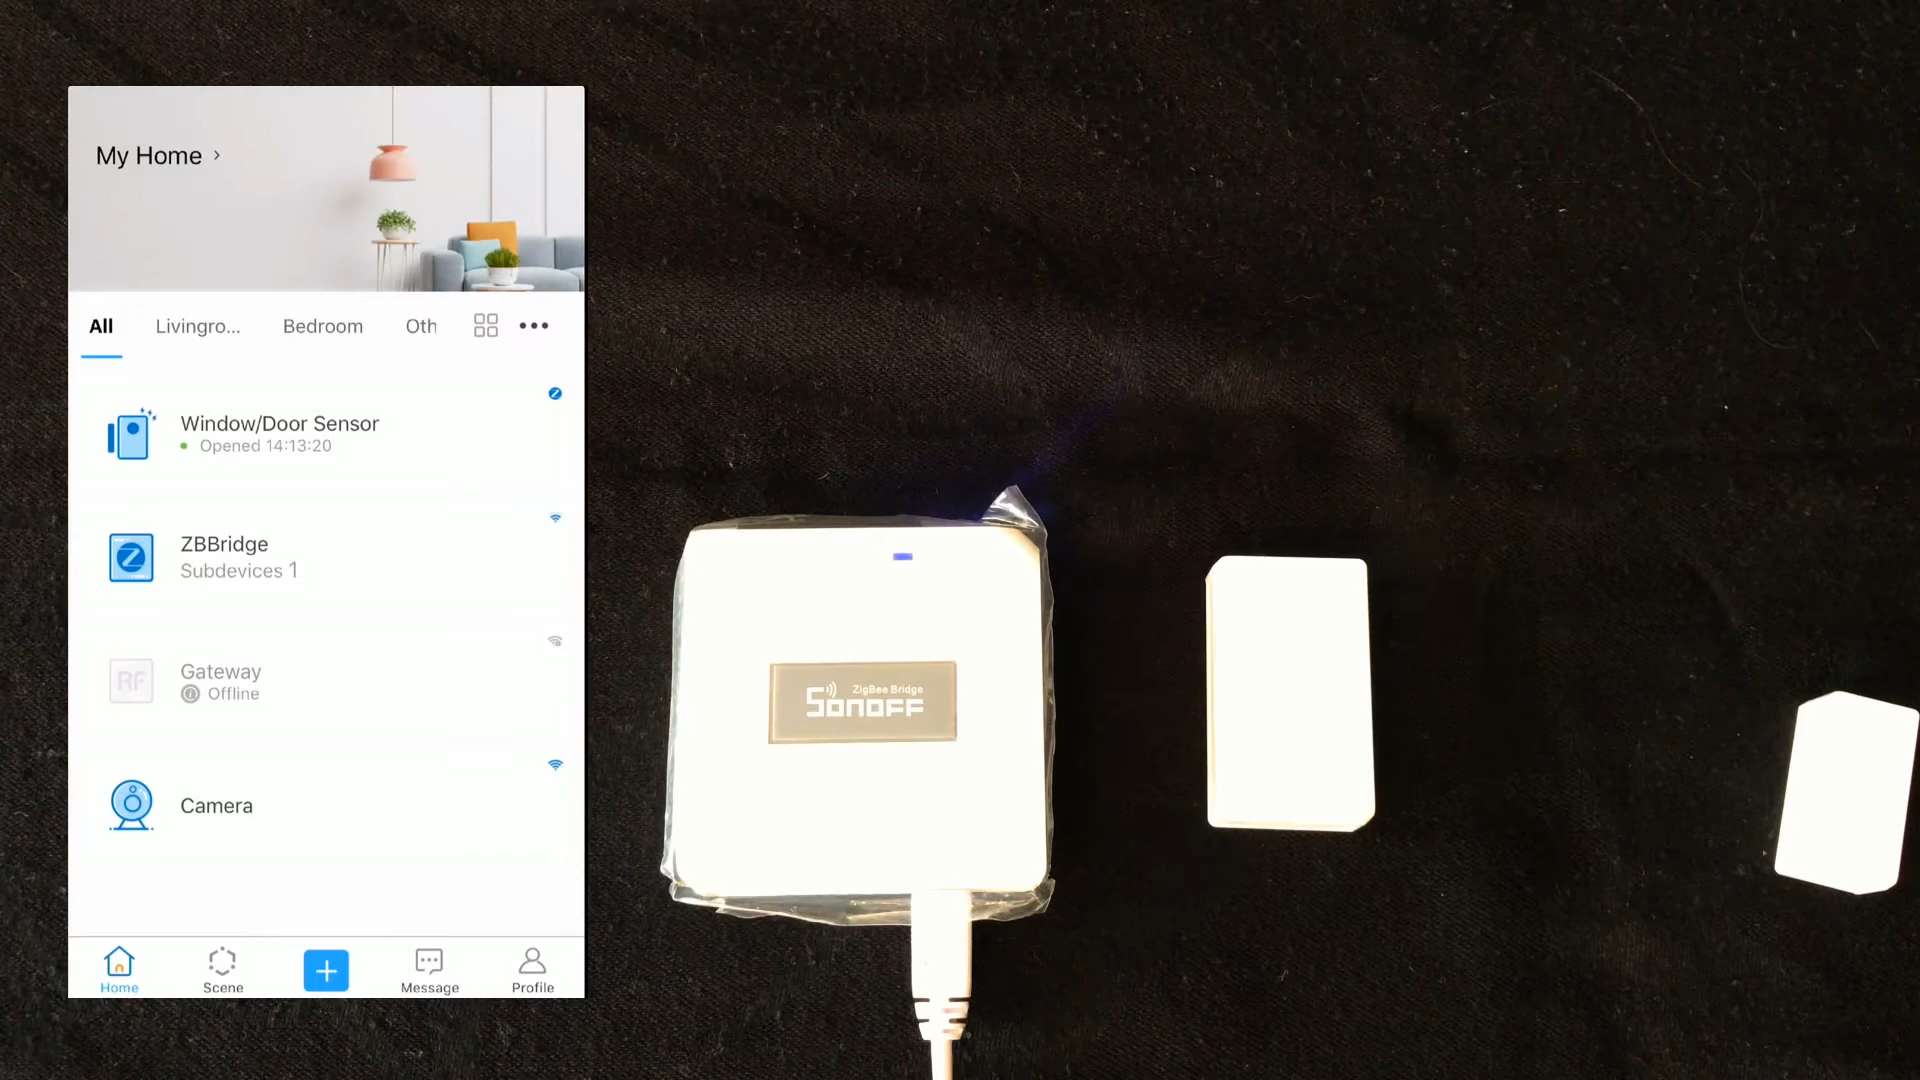 My Home ›
All Livingro... Bedroom Oth
Window/Door Sensor
Opened 14:13:20
ZBBridge
Subdevices 1
RF
Gateway
Offline
Camera
Home Scene Message Profile
ZigBee Bridge
SONOFF